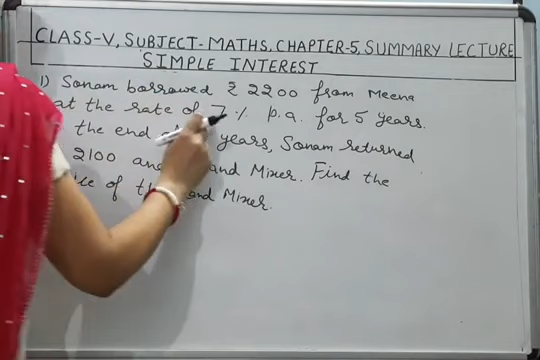 CLASS-V, SUBJECT-MATHS, CHAPTER-5, SUMMARY LECTURE
SIMPLE INTEREST
1) Sonam borrowed ₹ 2200 from Meena
at the rate of 7% p.a. for 5 years.
the end years, Sonam returned
2100 and Mixer. Find the
of and Mixer.